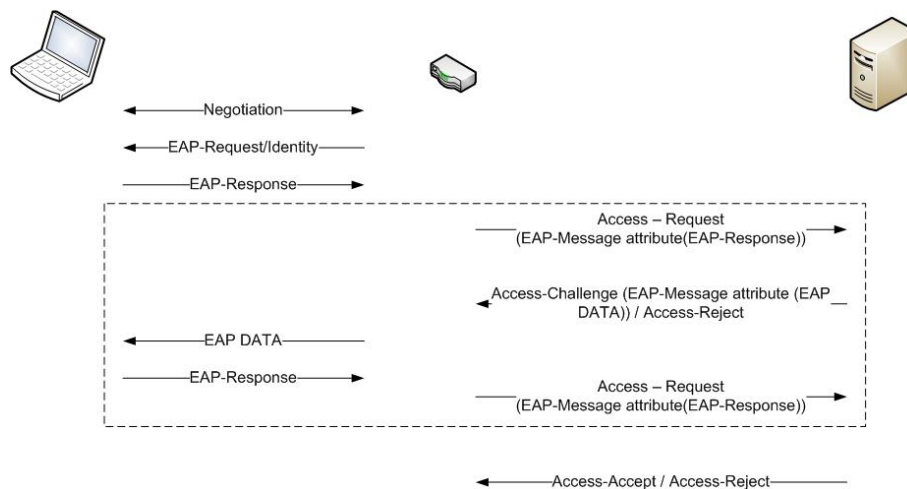 Negotiation
EAP-Request/Identity
EAP-Response
Access – Request
(EAP-Message attribute(EAP-Response))
Access-Challenge (EAP-Message attribute (EAP
DATA)) / Access-Reject
EAP DATA
EAP-Response
Access – Request
(EAP-Message attribute(EAP-Response))
Access-Accept / Access-Reject